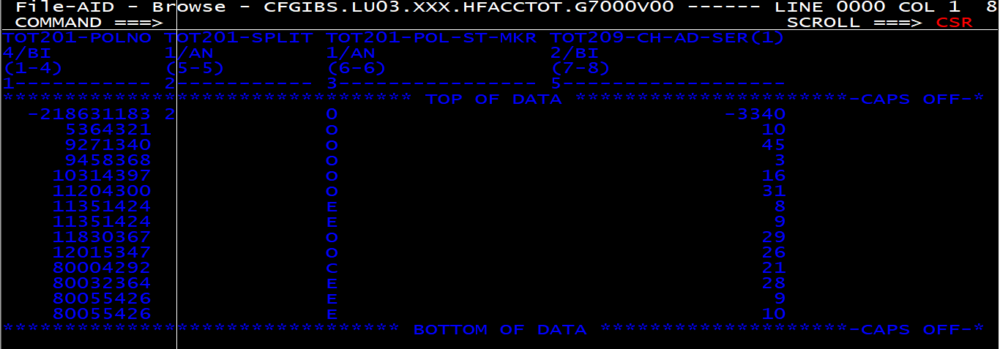 File-AID - Browse - CFGIBS.LU03.XXX.HFACCTOT.G7000V00 ------ LINE 0000 COL 1  8
COMMAND ===>                                                   SCROLL ===> CSR
TOT201-POLNO TOT201-SPLIT TOT201-POL-ST-MKR TOT209-CH-AD-SER(1)
4/BI         1/AN         1/AN              2/BI
(1-4)        (5-5)        (6-6)             (7-8)
1----------- 2----------- 3---------------- 5------------------
********************************* TOP OF DATA **********************-CAPS OFF-*
  -218631183 2            0                               -3340
     5364321              O                                  10
     9271340              O                                  45
     9458368              O                                   3
    10314397              O                                  16
    11204300              O                                  31
    11351424              E                                   8
    11351424              E                                   9
    11830367              O                                  29
    12015347              O                                  26
    80004292              C                                  21
    80032364              E                                  28
    80055426              E                                   9
    80055426              E                                  10
******************************** BOTTOM OF DATA ********************-CAPS OFF-*